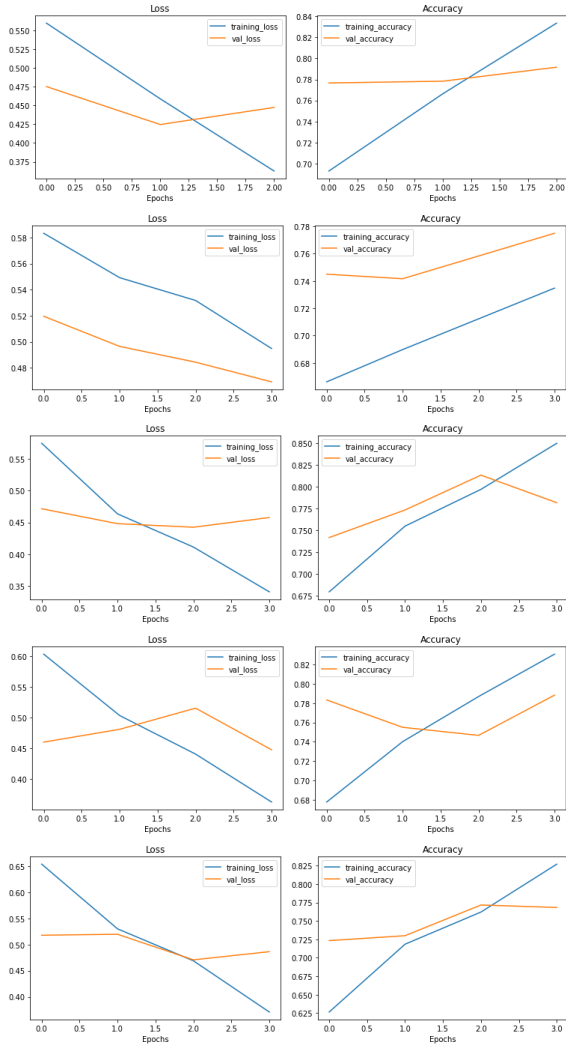 Loss
Accuracy
training_loss
val_loss
training_accuracy
val_accuracy
0.550
0.525
0.500
0.475
0.450
0.425
0.400
0.375
0.84
0.82
0.80
0.78
0.76
0.74
0.72
0.70
0.00 0.25 0.50 0.75 1.00 1.25 1.50 1.75 2.00
0.00 0.25 0.50 0.75 1.00 1.25 1.50 1.75 2.00
Epochs
Epochs
Loss
Accuracy
training_loss
val_loss
training_accuracy
val_accuracy
0.58
0.56
0.54
0.52
0.50
0.48
0.78
0.76
0.74
0.72
0.70
0.68
0.0 0.5 1.0 1.5 2.0 2.5 3.0
0.0 0.5 1.0 1.5 2.0 2.5 3.0
Epochs
Epochs
Loss
Accuracy
training_loss
val_loss
training_accuracy
val_accuracy
0.55
0.50
0.45
0.40
0.35
0.850
0.825
0.800
0.775
0.750
0.725
0.700
0.675
0.0 0.5 1.0 1.5 2.0 2.5 3.0
0.0 0.5 1.0 1.5 2.0 2.5 3.0
Epochs
Epochs
Loss
Accuracy
training_loss
val_loss
training_accuracy
val_accuracy
0.60
0.55
0.50
0.45
0.40
0.82
0.80
0.78
0.76
0.74
0.72
0.70
0.68
0.0 0.5 1.0 1.5 2.0 2.5 3.0
0.0 0.5 1.0 1.5 2.0 2.5 3.0
Epochs
Epochs
Loss
Accuracy
training_loss
val_loss
training_accuracy
val_accuracy
0.65
0.60
0.55
0.50
0.45
0.40
0.825
0.800
0.775
0.750
0.725
0.700
0.675
0.650
0.625
0.0 0.5 1.0 1.5 2.0 2.5 3.0
0.0 0.5 1.0 1.5 2.0 2.5 3.0
Epochs
Epochs